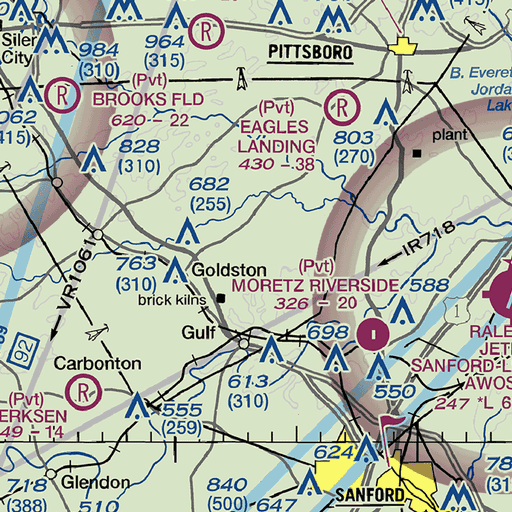 Siler
City
984
(310)
964
(315)
R
PITTSBORO
(415)
B. Everet
Jorda
Lak
R
(Pvt)
BROOKS FLD
620 - 22
062
415)
(Pvt)
EAGLES
LANDING
430 - 38
R
803
(270)
plant
828
(310)
682
(255)
IR718
VR1061
763
(310)
Goldston
brick kilns
(Pvt)
MORETZ RIVERSIDE
326 - 20
588
1
Gulf
698
RALE
JET
SANFORD-L
AWOS
247 *L 6
92
Carbonton
R
(Pvt)
ERKSEN
49 - 14
613
(310)
550
555
(259)
624
718
(388)
Glendon
510
840
(500)
647
SANFORD
78
(31